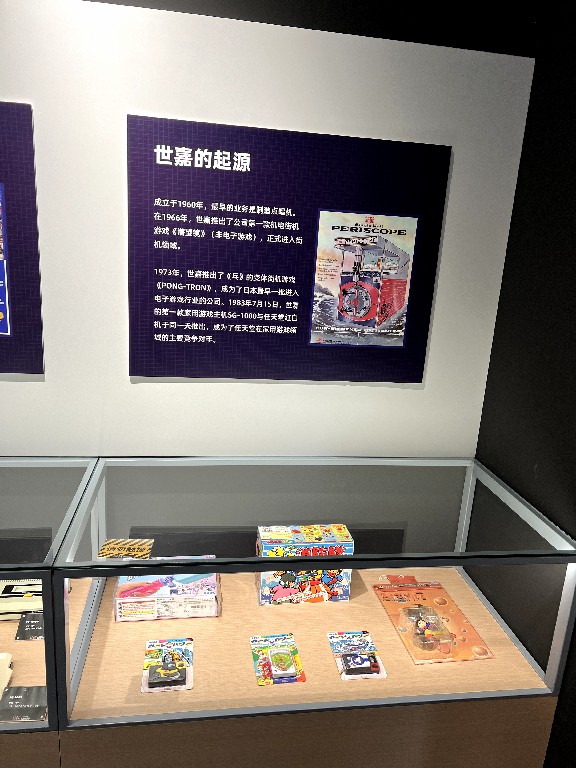 世嘉的起源
成立于1960年，最早的业务是制造点唱机。
在1966年，世嘉推出了公司第一款机电街机
游戏《潜望镜》（非电子游戏），正式进入街
机领域。
1973年，世嘉推出了《乓》的变体街机游戏
《PONG-TRON》，成为了日本最早一批进入
电子游戏行业的公司。1983年7月15日，世嘉
的第一款家用游戏主机SG-1000与任天堂红白
机于同一天推出，成为了任天堂在家用游戏领
域的主要竞争对手。
PERISCOPE